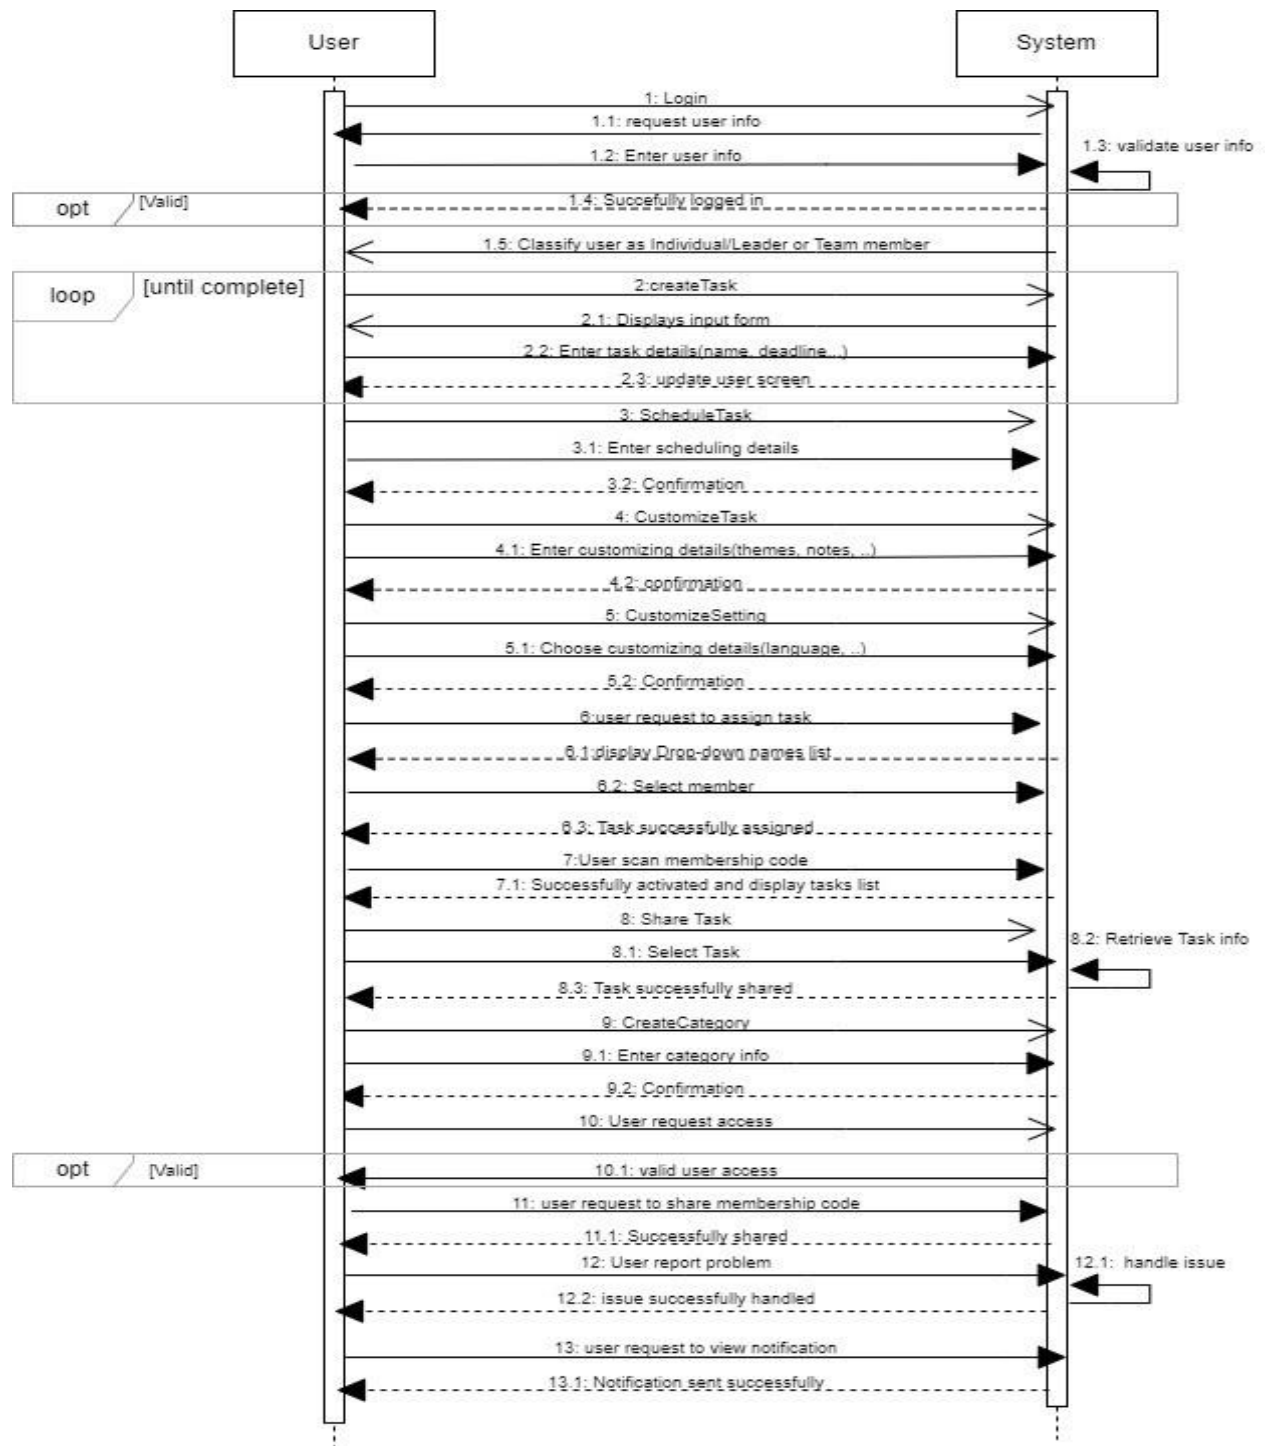 User
System
1: Login
1.1: request user info
1.2: Enter user info
1.3: validate user info
opt
[Valid]
1.4: Succefully logged in
1.5: Classify user as Individual/Leader or Team member
loop
[until complete]
2:createTask
2.1: Displays input form
2.2: Enter task details(name, deadline...)
2.3: update user screen
3: ScheduleTask
3.1: Enter scheduling details
3.2: Confirmation
4: CustomizeTask
4.1: Enter customizing details(themes, notes, ..)
4.2: confirmation
5: CustomizeSetting
5.1: Choose customizing details(language, ..)
5.2: Confirmation
6:user request to assign task
6.1:display Drop-down names list
6.2: Select member
6.3: Task successfully assigned
7:User scan membership code
7.1: Successfully activated and display tasks list
8: Share Task
8.1: Select Task
8.2: Retrieve Task info
8.3: Task successfully shared
9: CreateCategory
9.1: Enter category info
9.2: Confirmation
10: User request access
opt
[Valid]
10.1: valid user access
11: user request to share membership code
11.1: Successfully shared
12: User report problem
12.1: handle issue
12.2: issue successfully handled
13: user request to view notification
13.1: Notification sent successfully